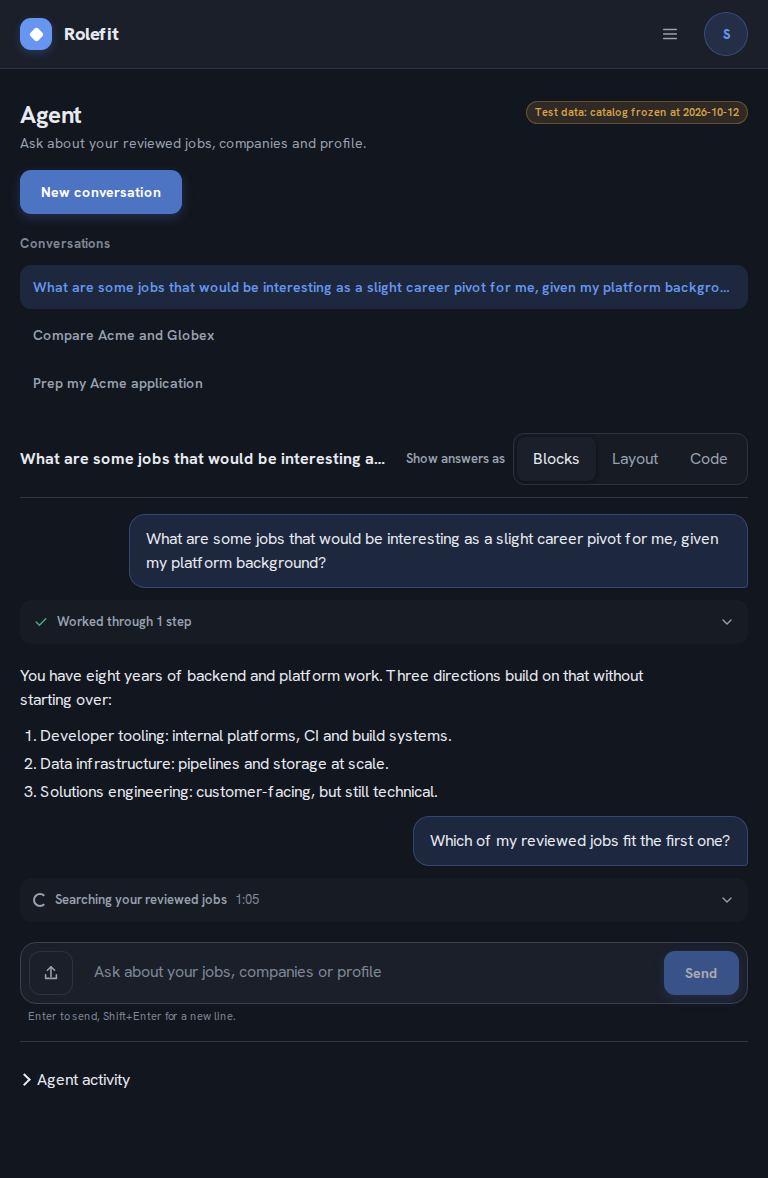 Rolefit
S
Agent
Test data: catalog frozen at 2026-10-12
Ask about your reviewed jobs, companies and profile.
New conversation
Conversations
What are some jobs that would be interesting as a slight career pivot for me, given my platform backgro...
Compare Acme and Globex
Prep my Acme application
What are some jobs that would be interesting a...
Show answers as
Blocks
Layout
Code
What are some jobs that would be interesting as a slight career pivot for me, given
my platform background?
Worked through 1 step
You have eight years of backend and platform work. Three directions build on that without
starting over:
1. Developer tooling: internal platforms, CI and build systems.
2. Data infrastructure: pipelines and storage at scale.
3. Solutions engineering: customer-facing, but still technical.
Which of my reviewed jobs fit the first one?
Searching your reviewed jobs 1:05
Ask about your jobs, companies or profile
Send
Enter to send, Shift+Enter for a new line.
Agent activity